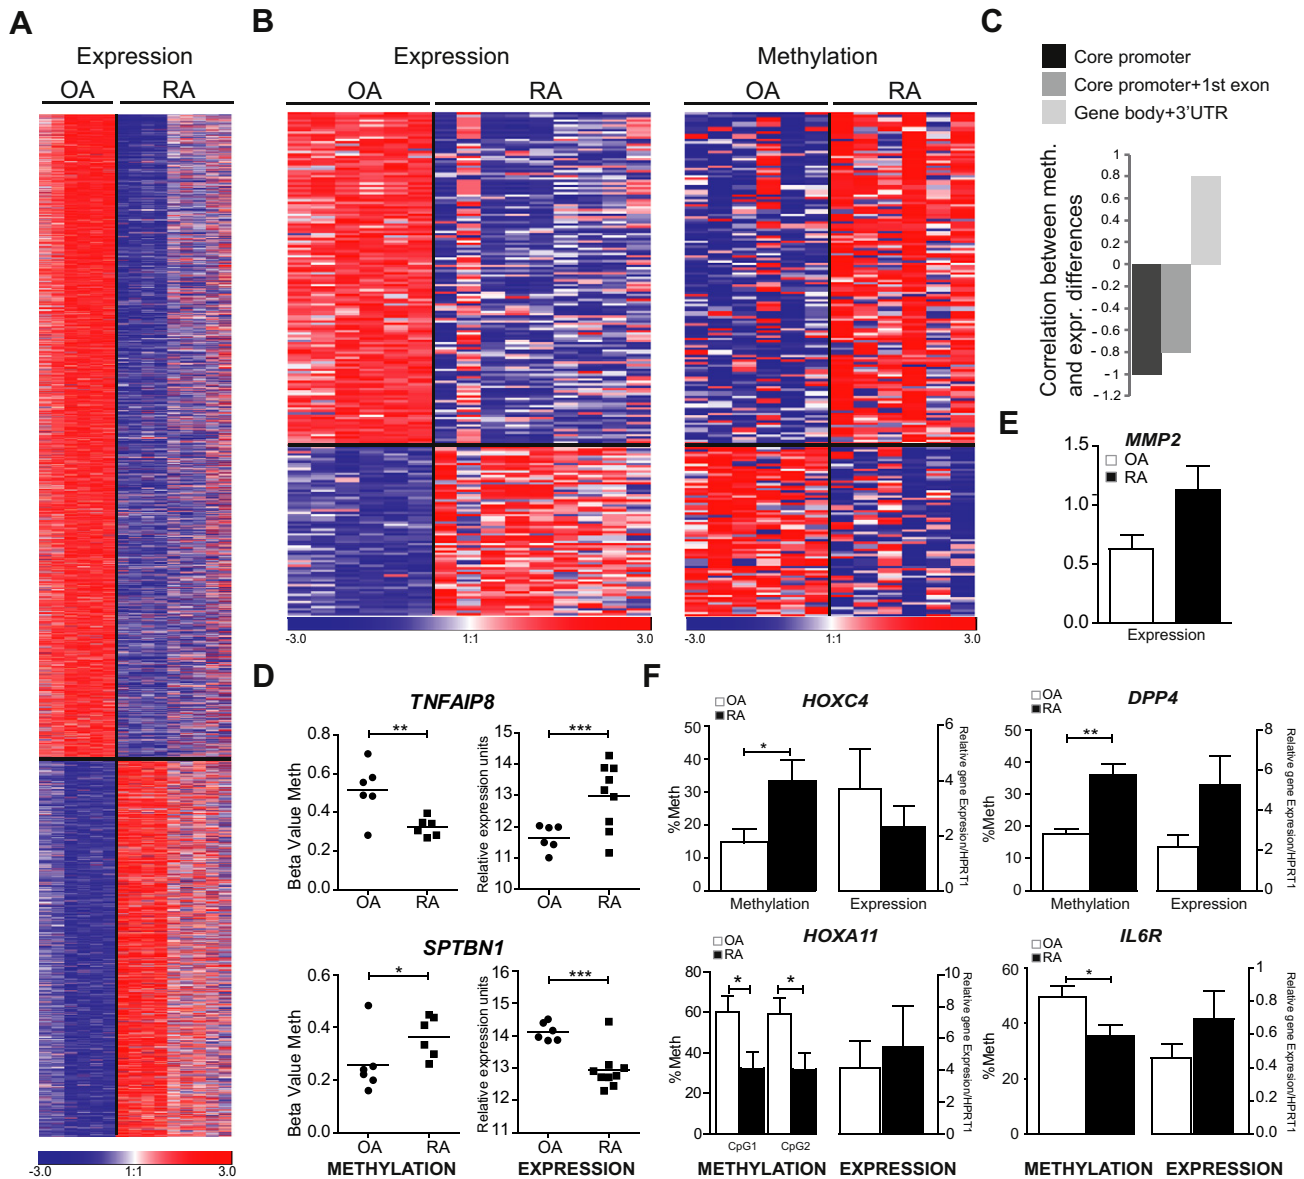 A
Expression
OA RA
-3.0 1:1 3.0
B
Expression
OA RA
-3.0 1:1 3.0
Methylation
OA RA
-3.0 1:1 3.0
C
Core promoter
Core promoter+1st exon
Gene body+3'UTR
Correlation between meth.
and expr. differences
1
0.8
0.6
0.4
0.2
0
-0.2
-0.4
-0.6
-0.8
-1
-1.2
E
MMP2
OA
RA
1.5
1.0
0.5
0.0
Expression
D
TNFAIP8
Beta Value Meth
0.8
0.6
0.4
0.2
0.0
**
OA RA
Relative expression units
15
14
13
12
11
10
***
OA RA
SPTBN1
Beta Value Meth
0.6
0.4
0.2
0.0
*
OA RA
METHYLATION
Relative expression units
16
15
14
13
12
11
***
OA RA
EXPRESSION
F
HOXC4
OA
RA
%Meth
50
40
30
20
10
0
*
Methylation Expression
6
4
2
0
Relative gene Expresion/HPRT1
DPP4
OA
RA
%Meth
50
40
30
20
10
0
**
Methylation Expression
8
6
4
2
0
Relative gene Expresion/HPRT1
HOXA11
OA
RA
%Meth
80
60
40
20
0
* *
CpG1 CpG2
METHYLATION EXPRESSION
10
8
6
4
2
0
Relative gene Expresion/HPRT1
IL6R
OA
RA
%Meth
60
40
20
0
*
METHYLATION EXPRESSION
1
0.8
0.6
0.4
0.2
0.0
Relative gene Expresion/HPRT1